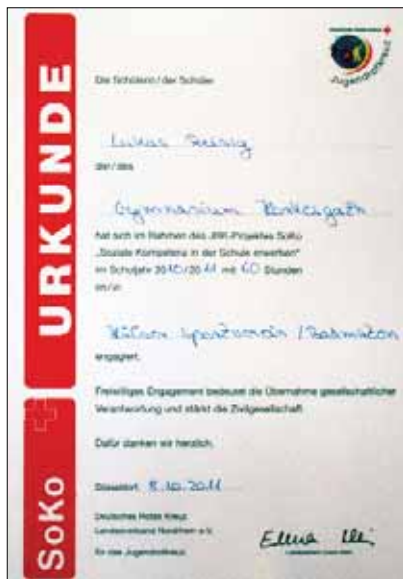 URKUNDE
SoKo
Jugendrotkreuz
Die Schülerin / der Schüler
Lukas
der/des
Gymnasium
hat sich im Rahmen des JRK-Projektes SoKo
„Soziale Kompetenz in der Schule erwerben“
im Schuljahr 2010/2011 mit 60 Stunden
im/in
/ Badminton
engagiert.
Freiwilliges Engagement bedeutet die Übernahme gesellschaftlicher
Verantwortung und stärkt die Zivilgesellschaft.
Dafür danken wir herzlich.
Düsseldorf, 8.10.2011
Deutsches Rotes Kreuz
Landesverband Nordrhein e.V.
für das Jugendrotkreuz